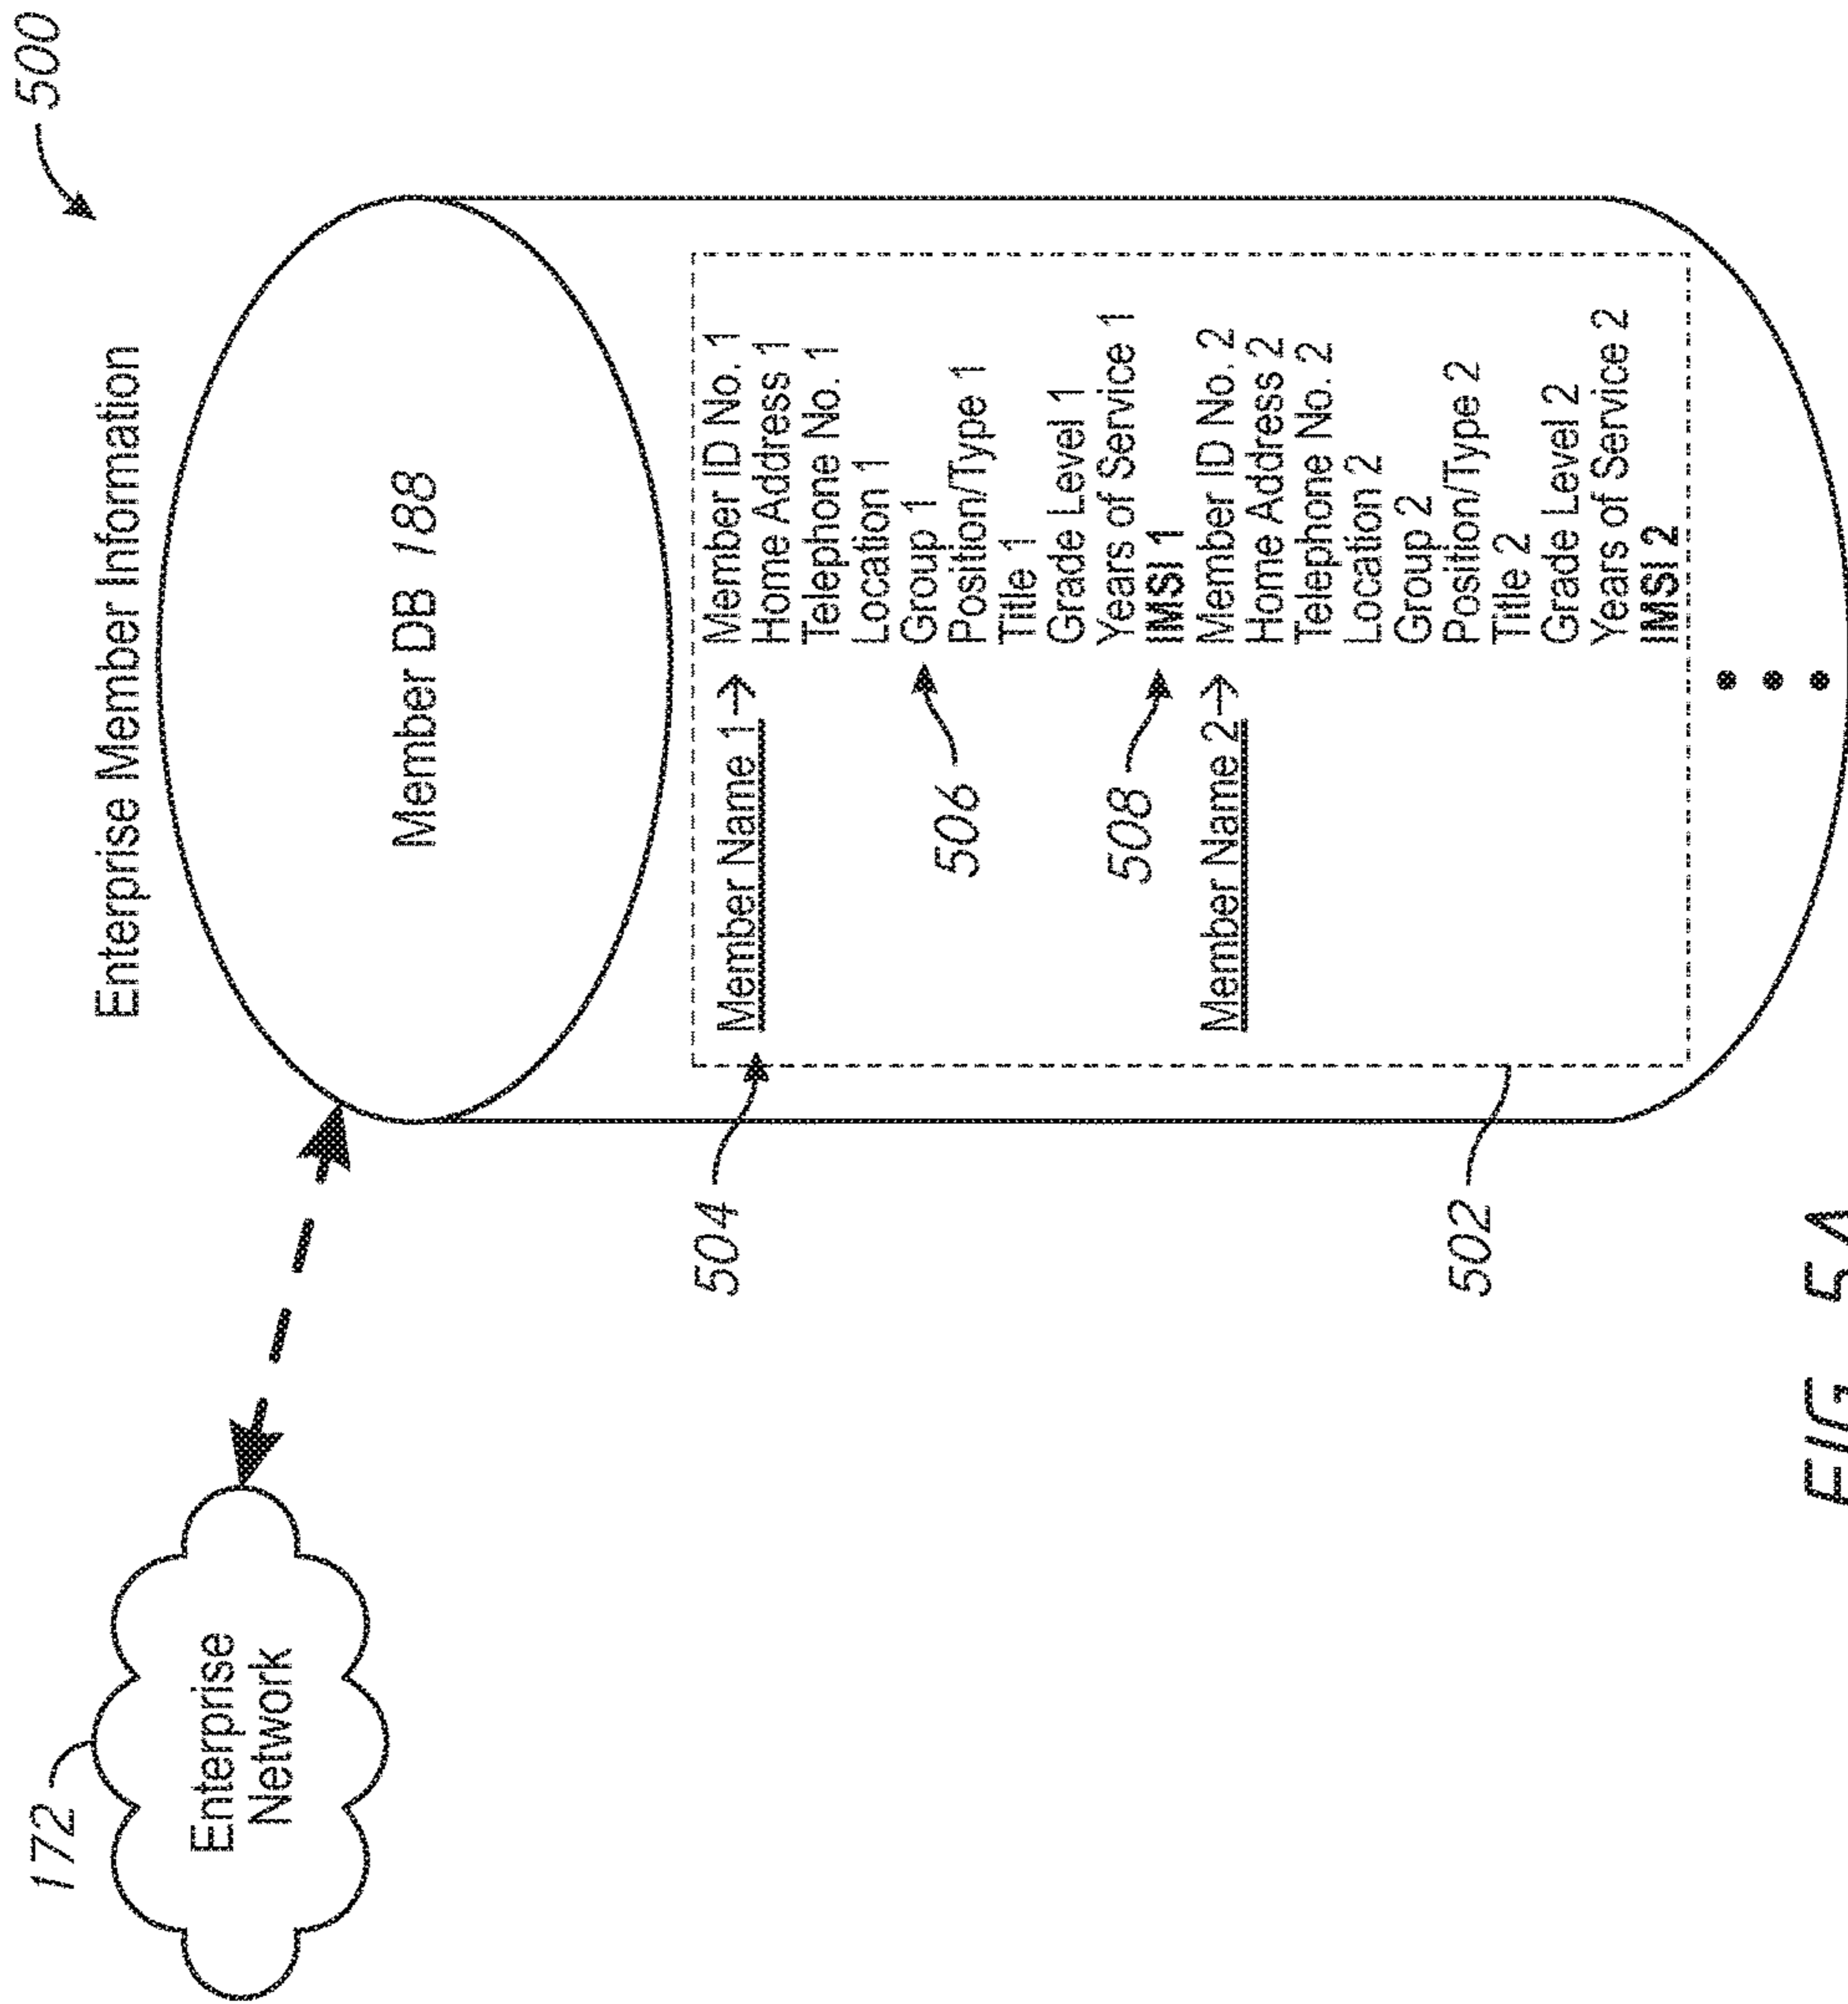 500
Enterprise Member Information
172
Enterprise
Network
Member DB 188
504
Member Name 1→ Member ID No. 1
Home Address 1
Telephone No. 1
Location 1
506
Group 1
Position/Type 1
Title 1
Grade Level 1
Years of Service 1
508
IMSI 1
Member Name 2→ Member ID No. 2
Home Address 2
Telephone No. 2
Location 2
Group 2
Position/Type 2
Title 2
Grade Level 2
Years of Service 2
IMSI 2
502
FIG. 5A